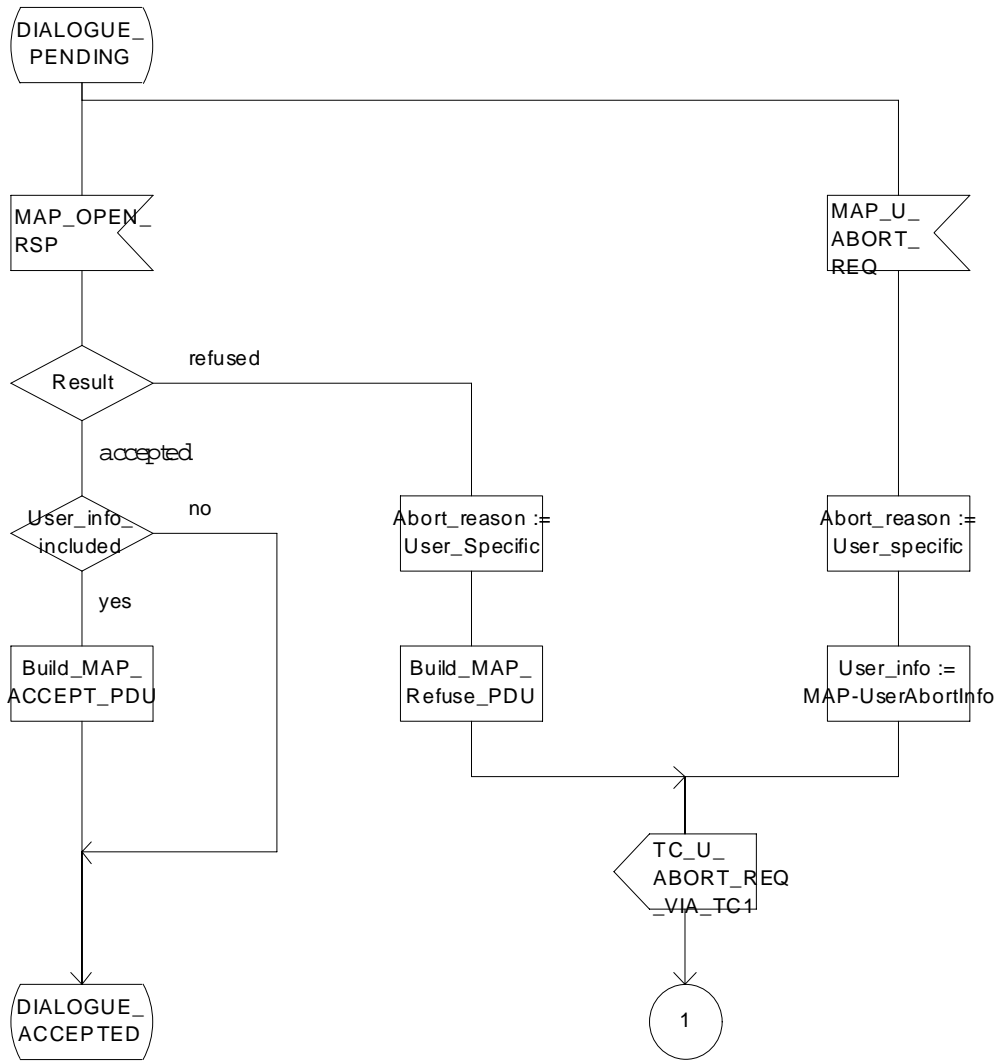 DIALOGUE_
PENDING
MAP_OPEN_
RSP
MAP_U_
ABORT_
REQ
Result
refused
accepted
User_info_
included
no
yes
Abort_reason :=
User_Specific
Abort_reason :=
User_specific
Build_MAP_
ACCEPT_PDU
Build_MAP_
Refuse_PDU
User_info :=
MAP-UserAbortInfo
TC_U_
ABORT_REQ
_VIA_TC1
DIALOGUE_
ACCEPTED
1